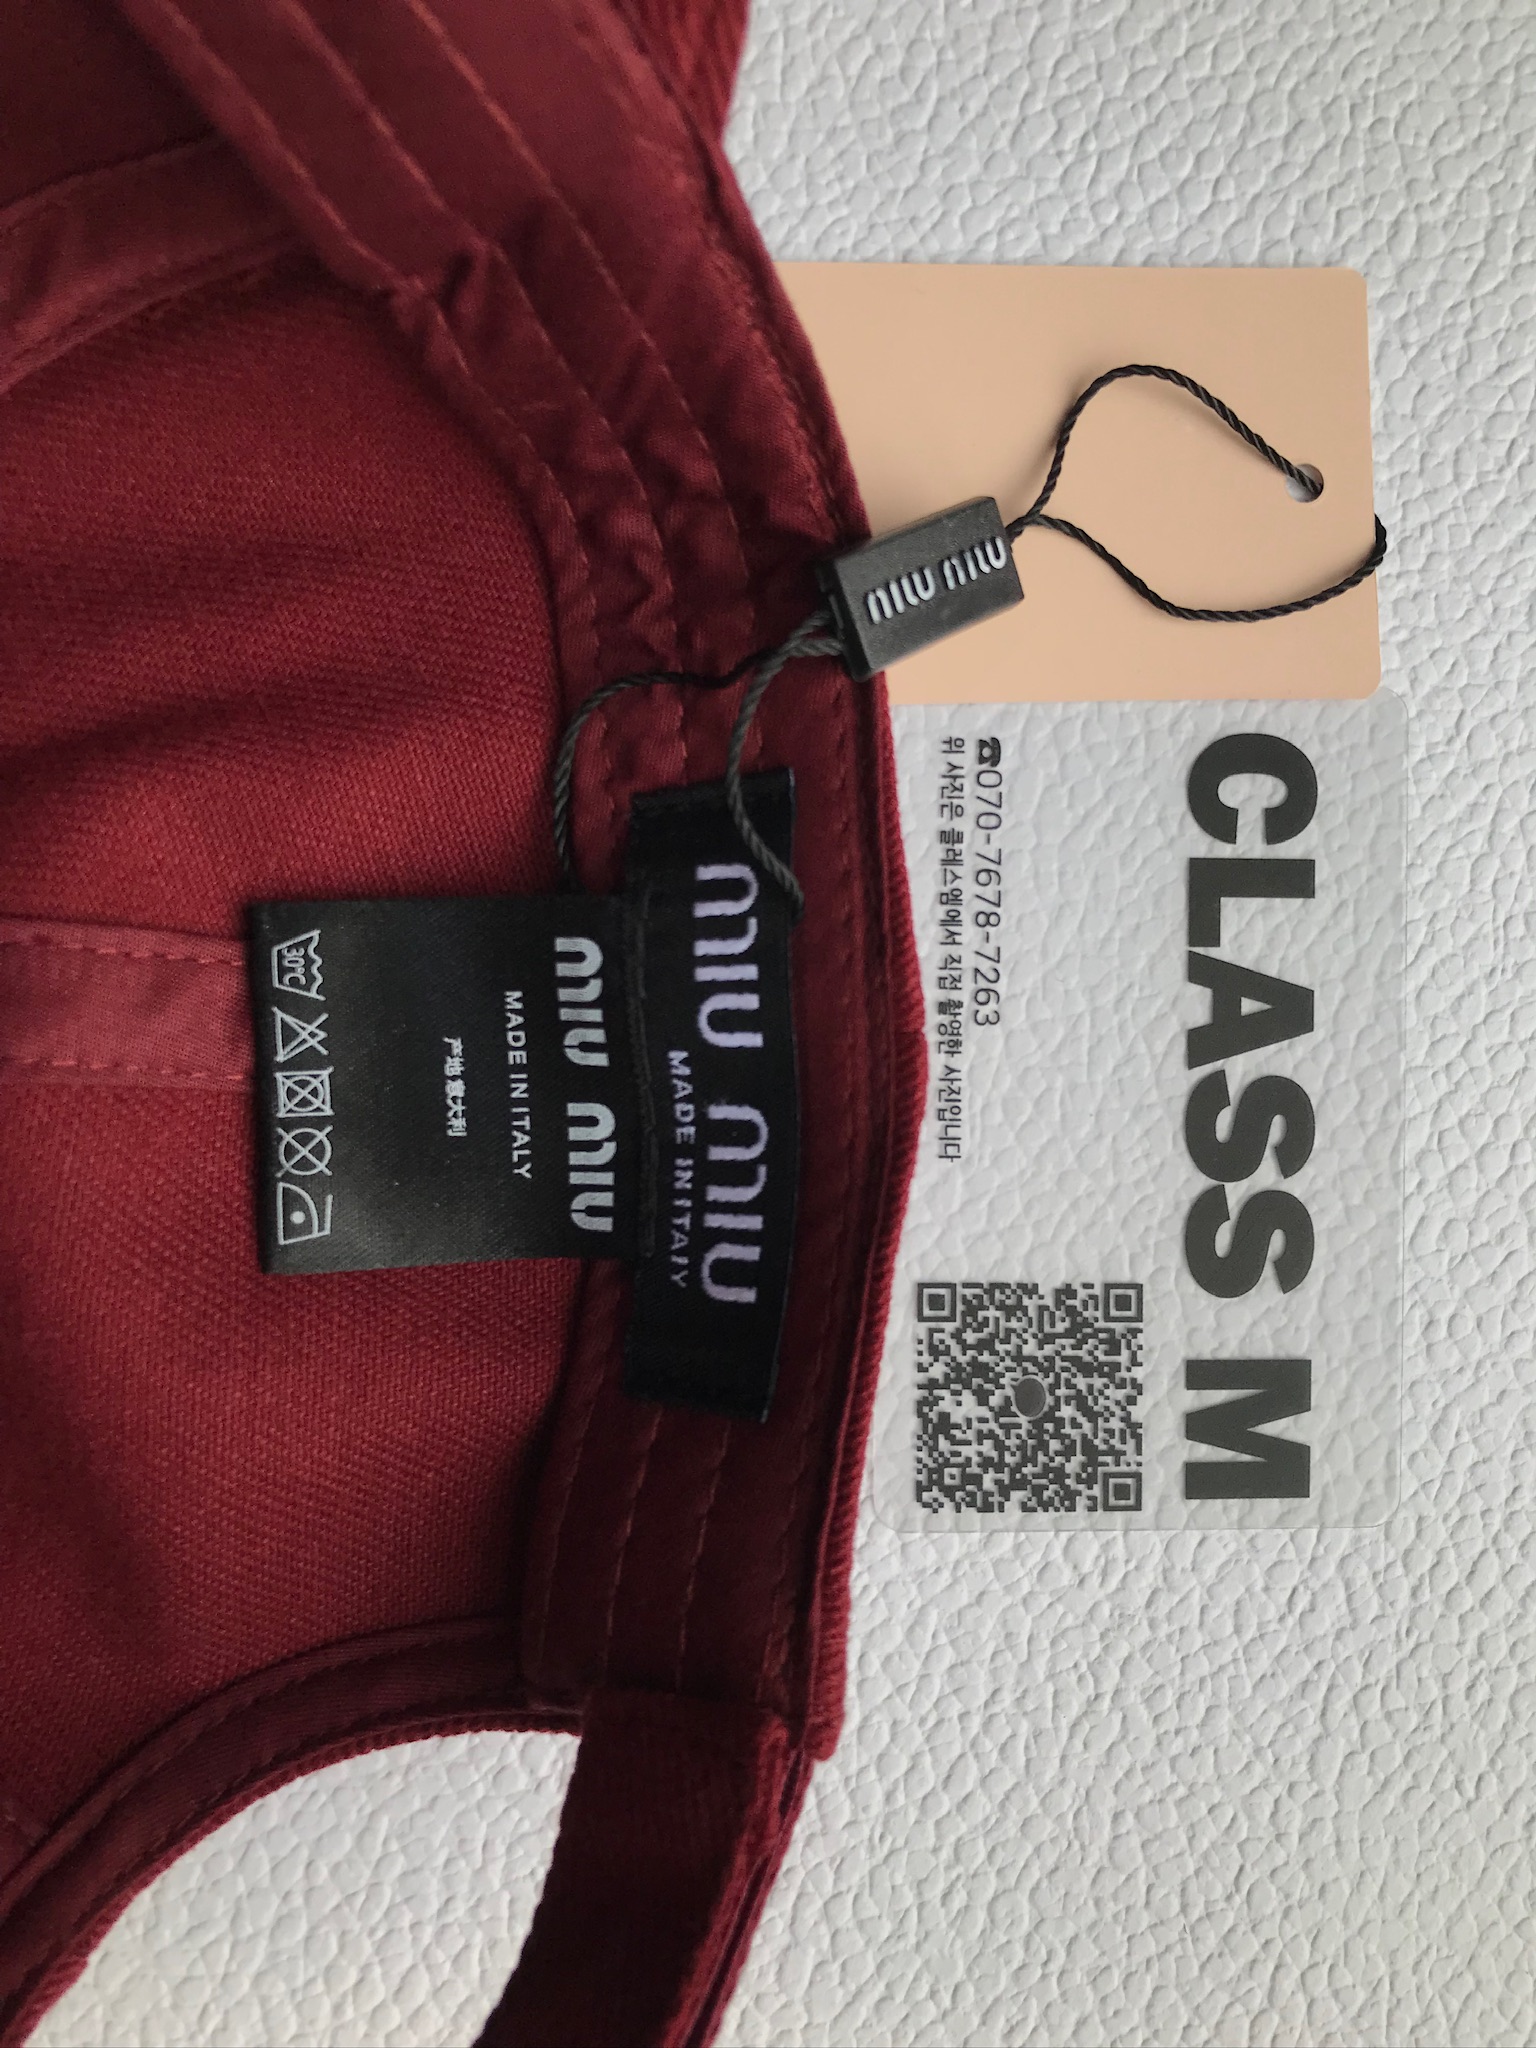 miu miu
CLASS M
☎070-7678-7263
위 사진은 클래스엠에서 직접 촬영한 사진입니다
miu miu
MADE IN ITALY
miu miu
MADE IN ITALY
产地 意大利
30°C